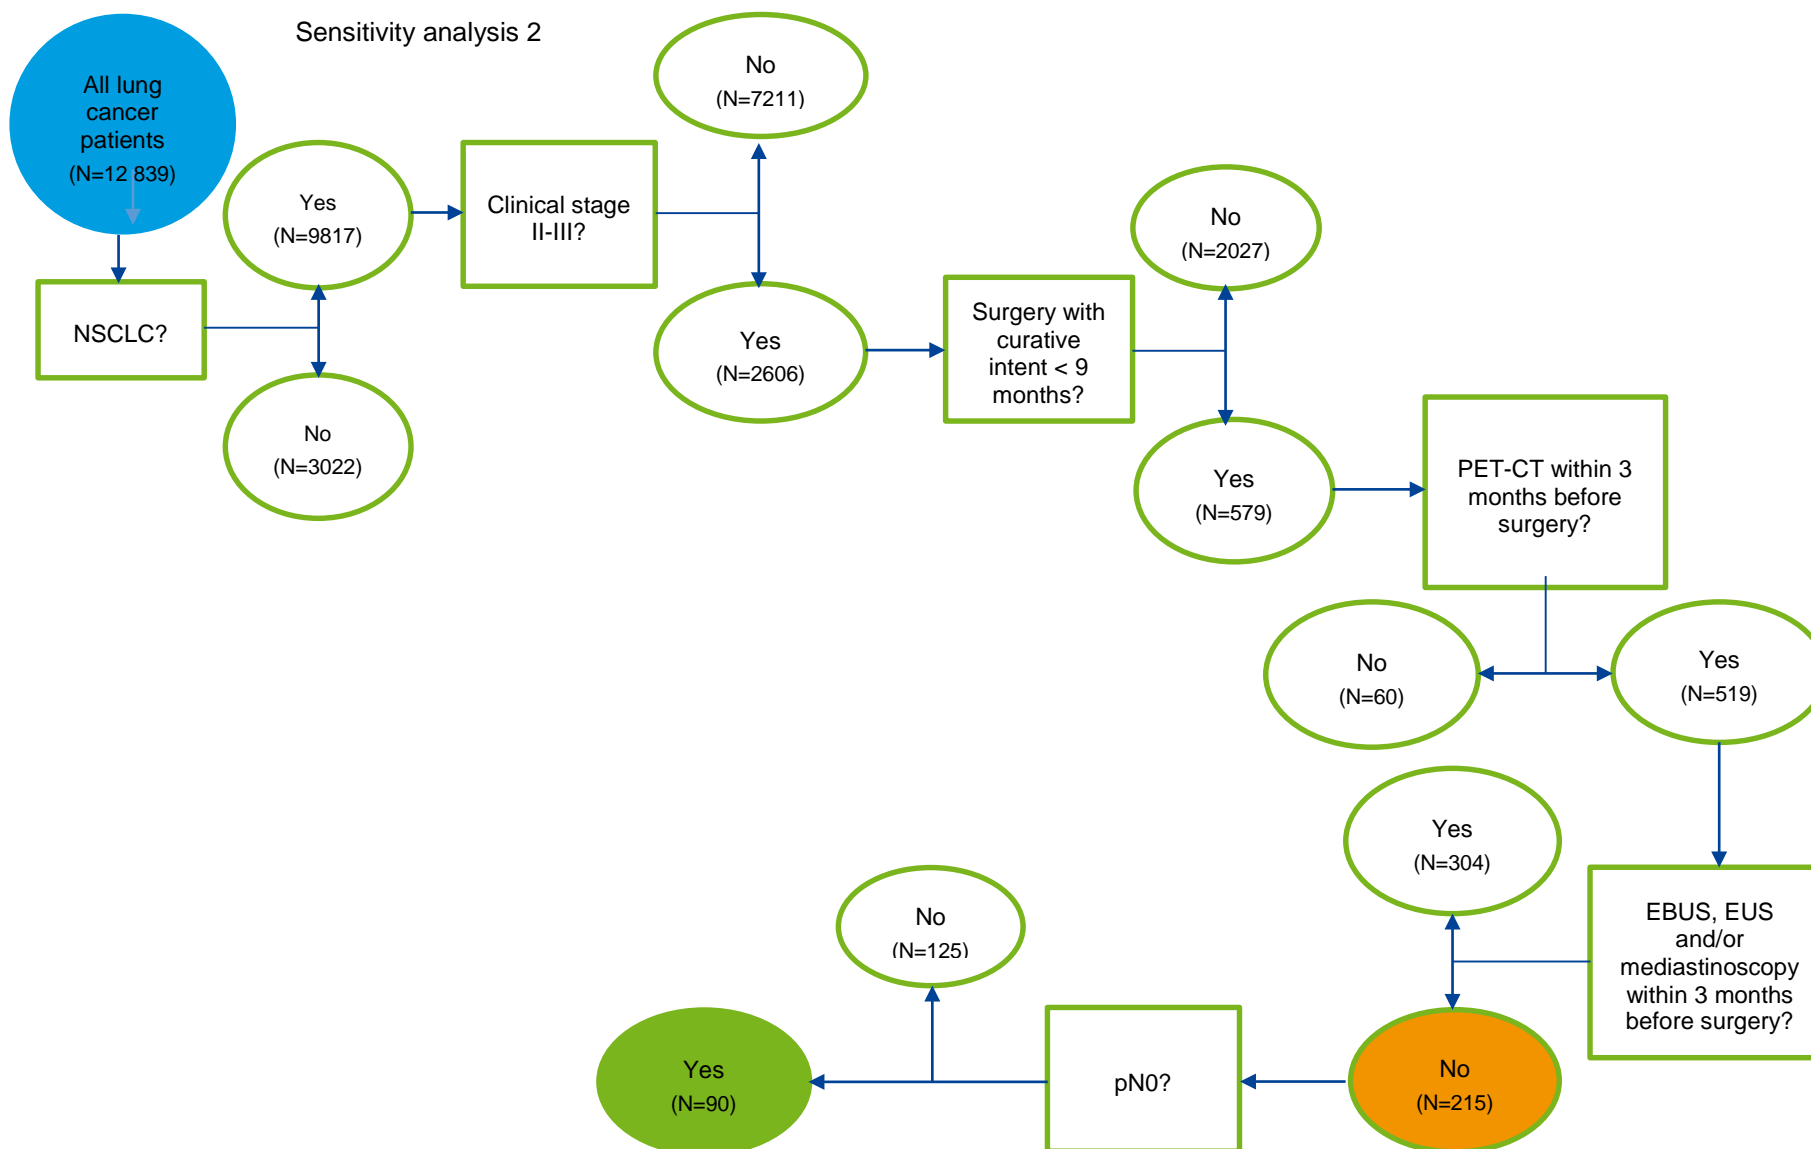 Sensitivity analysis 2
All lung
cancer
patients
(N=12 839)
NSCLC?
Yes
(N=9817)
No
(N=3022)
Clinical stage
II-III?
No
(N=7211)
Yes
(N=2606)
Surgery with
curative
intent < 9
months?
No
(N=2027)
Yes
(N=579)
PET-CT within 3
months before
surgery?
No
(N=60)
Yes
(N=519)
EBUS, EUS
and/or
mediastinoscopy
within 3 months
before surgery?
Yes
(N=304)
No
(N=215)
pN0?
No
(N=125)
Yes
(N=90)